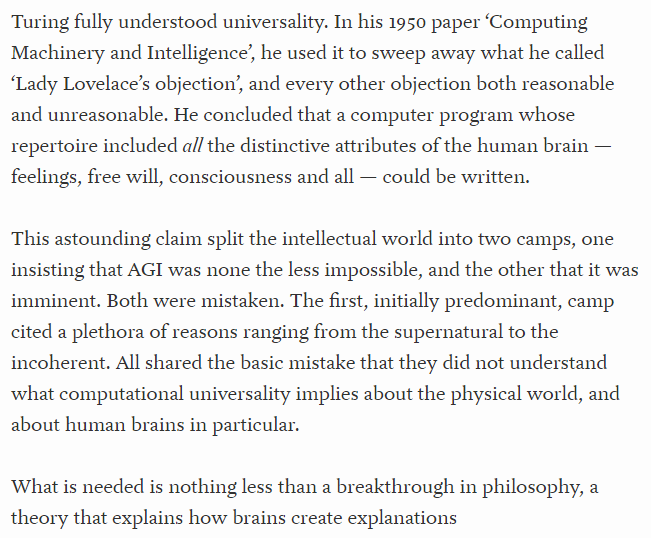 Turing fully understood universality. In his 1950 paper ‘Computing
Machinery and Intelligence’, he used it to sweep away what he called
‘Lady Lovelace’s objection’, and every other objection both reasonable
and unreasonable. He concluded that a computer program whose
repertoire included all the distinctive attributes of the human brain —
feelings, free will, consciousness and all — could be written.
This astounding claim split the intellectual world into two camps, one
insisting that AGI was none the less impossible, and the other that it was
imminent. Both were mistaken. The first, initially predominant, camp
cited a plethora of reasons ranging from the supernatural to the
incoherent. All shared the basic mistake that they did not understand
what computational universality implies about the physical world, and
about human brains in particular.
What is needed is nothing less than a breakthrough in philosophy, a
theory that explains how brains create explanations